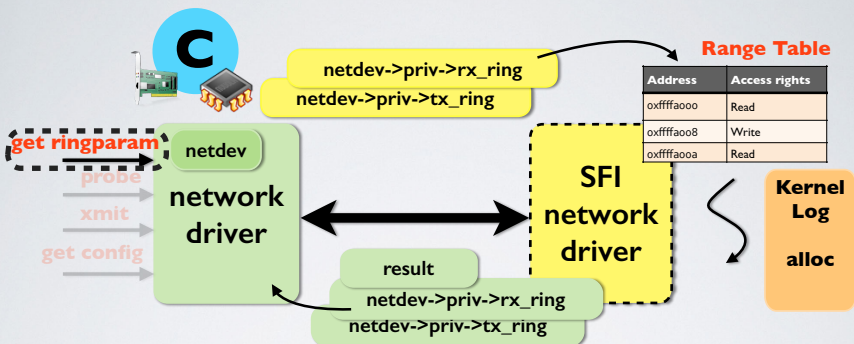 C
netdev->priv->rx_ring
netdev->priv->tx_ring
Range Table
Address Access rights
0xffffa000 Read
0xffffa008 Write
0xffffa00a Read
get ringparam
probe
xmit
get config
netdev
network
driver
SFI
network
driver
Kernel
Log
alloc
result
netdev->priv->rx_ring
netdev->priv->tx_ring